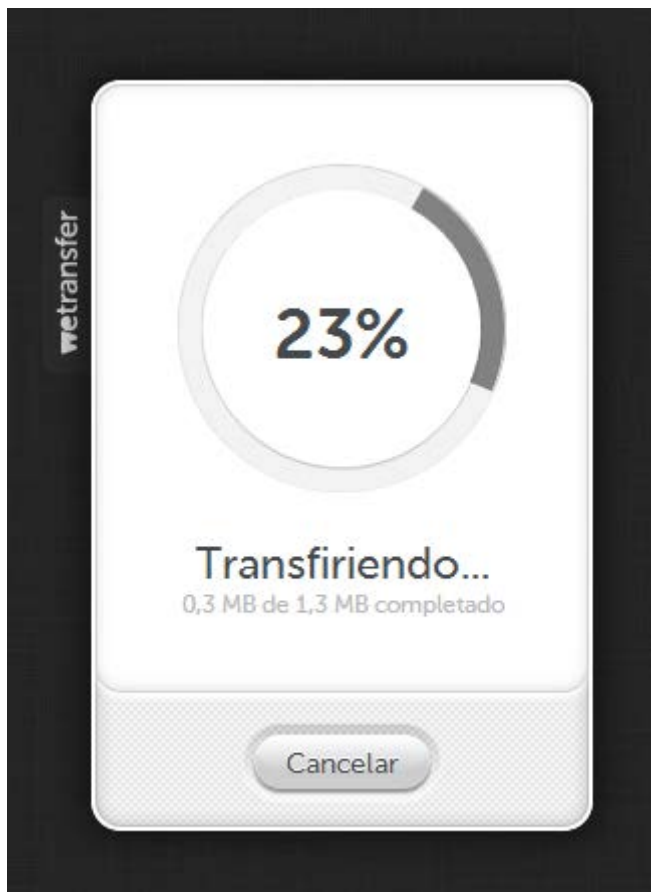 wetransfer
23%
Transfiriendo...
0,3 MB de 1,3 MB completado
Cancelar